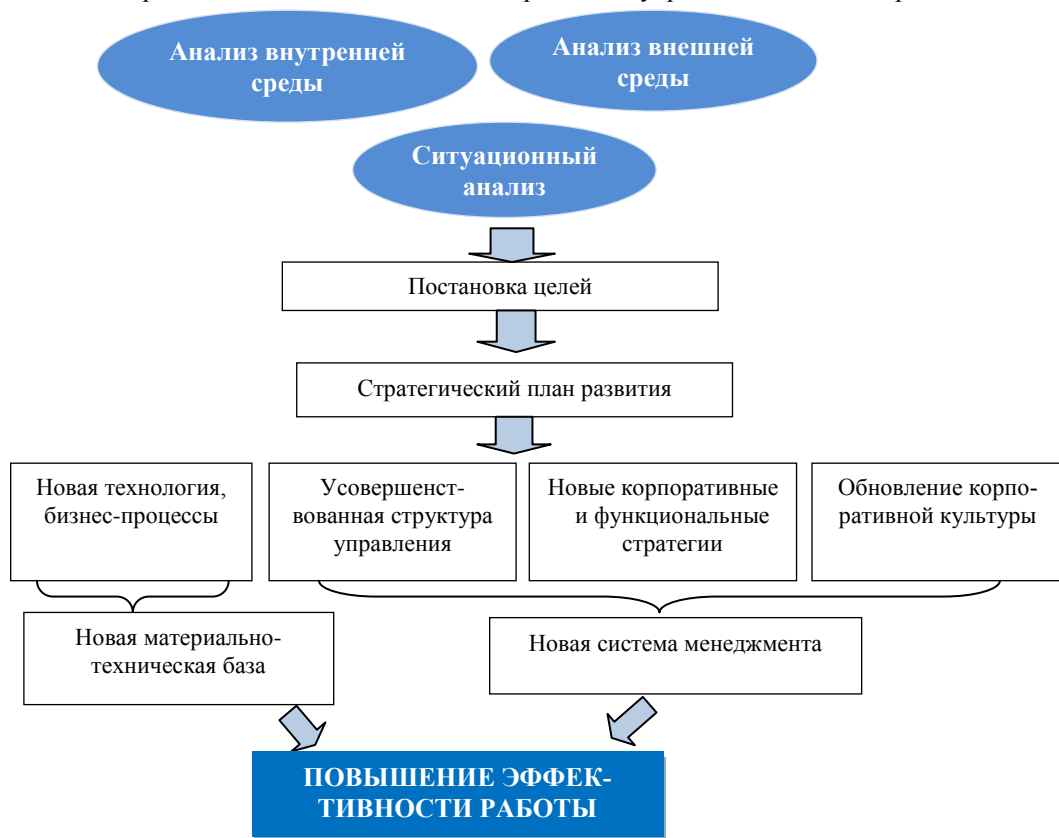 Анализ внутренней
среды
Анализ внешней
среды
Ситуационный
анализ
Постановка целей
Стратегический план развития
Новая технология,
бизнес-процессы
Усовершенст-
вованная структура
управления
Новые корпоративные
и функциональные
стратегии
Обновление корпо-
ративной культуры
Новая материально-
техническая база
Новая система менеджмента
ПОВЫШЕНИЕ ЭФФЕК-
ТИВНОСТИ РАБОТЫ